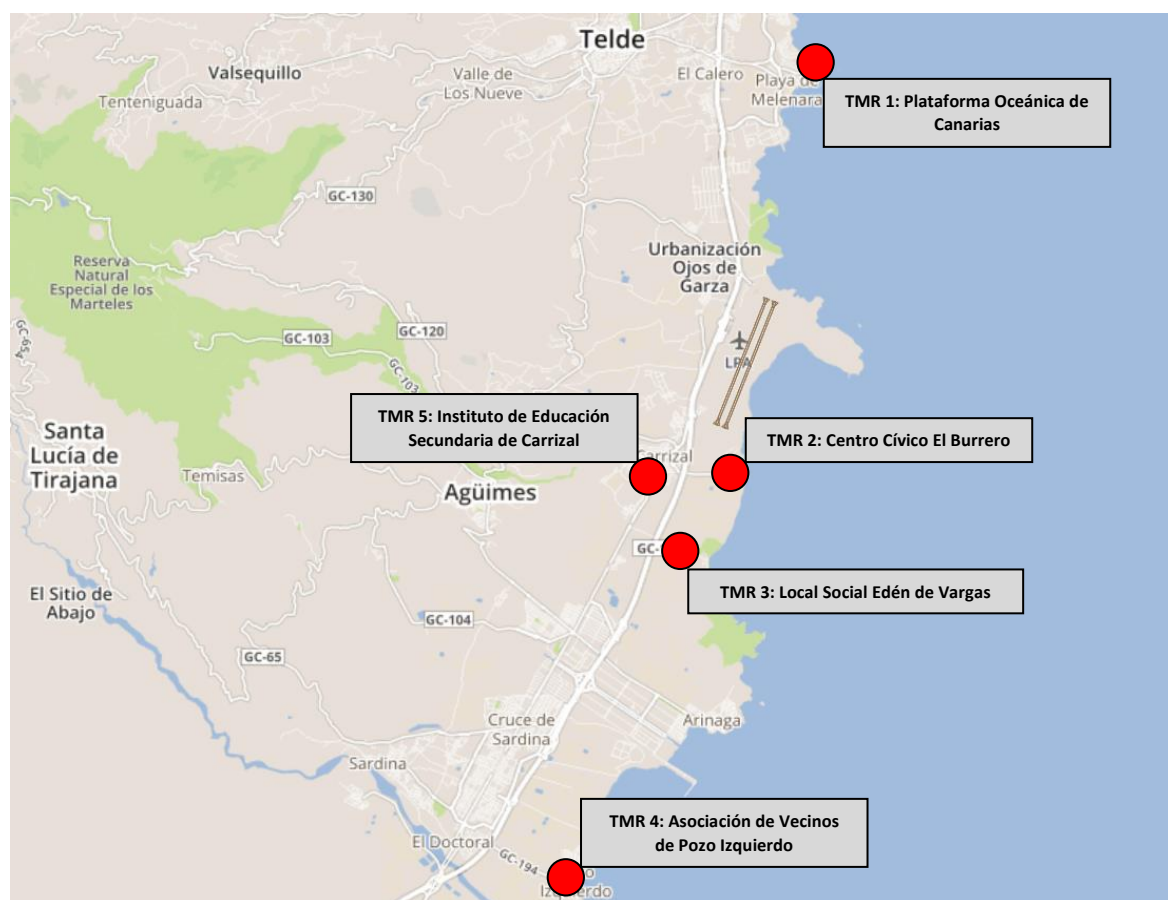 Telde
Valsequillo
Valle de
Los Nueve
El Calero
Playa de
Melenara
Tenteniguada
TMR 1: Plataforma Oceánica de
Canarias
GC-130
Urbanización
Ojos de
Garza
Reserva
Natural
Especial de los
Marteles
GC-654
GC-103
GC-120
GC-103
LPA
TMR 5: Instituto de Educación
Secundaria de Carrizal
TMR 2: Centro Cívico El Burrero
Santa
Lucía de
Tirajana
Temisas
Agüimes
Carrizal
GC-
TMR 3: Local Social Edén de Vargas
El Sitio de
Abajo
GC-104
GC-65
Cruce de
Sardina
Arinaga
Sardina
TMR 4: Asociación de Vecinos
de Pozo Izquierdo
El Doctoral
GC-194
Izquierdo